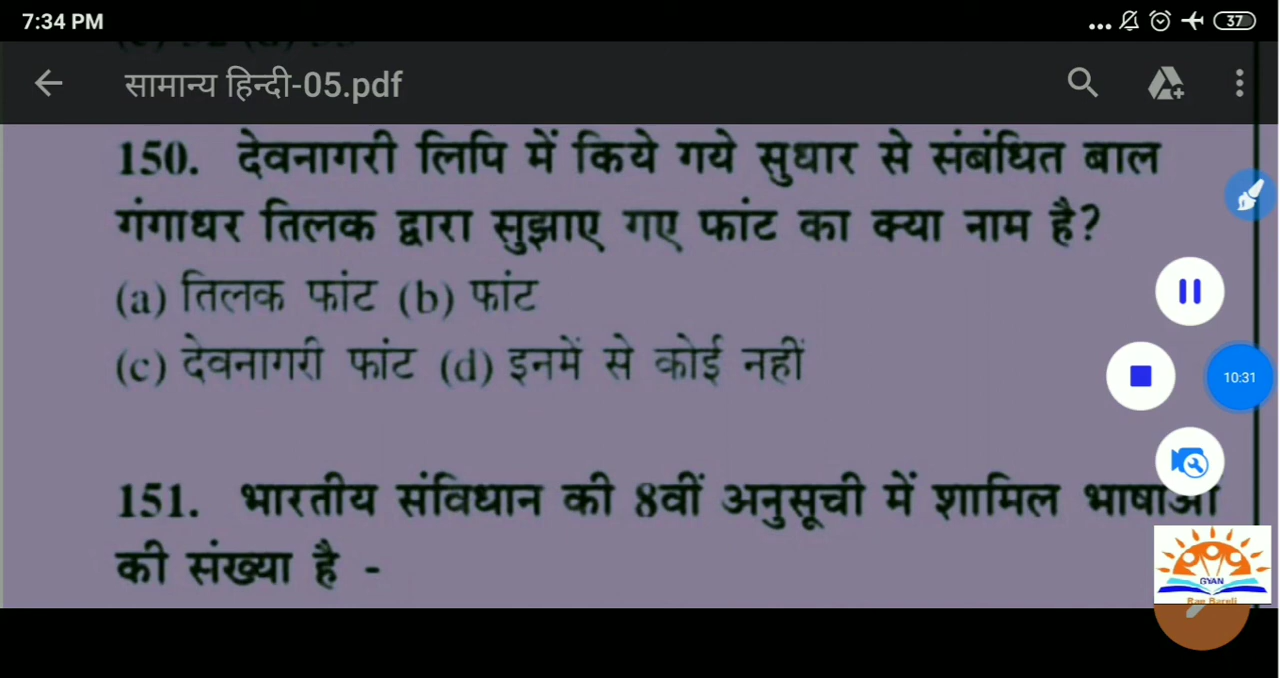 7:34 PM
37
सामान्य हिन्दी-05.pdf
150. देवनागरी लिपि में किये गये सुधार से संबंधित बाल
गंगाधर तिलक द्वारा सुझाए गए फांट का क्या नाम है?
(a) तिलक फांट (b) फांट
(c) देवनागरी फांट (d) इनमें से कोई नहीं
10:31
151. भारतीय संविधान की 8वीं अनुसूची में शामिल भाषाओं
की संख्या है -
GYAN